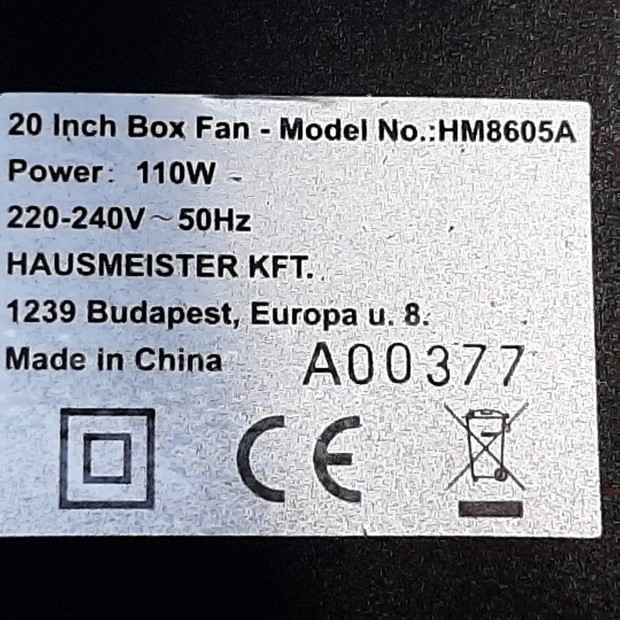 20 Inch Box Fan - Model No.:HM8605A
Power: 110W
220-240V~50Hz
HAUSMEISTER KFT.
1239 Budapest, Europa u. 8.
Made in China A00377
CE